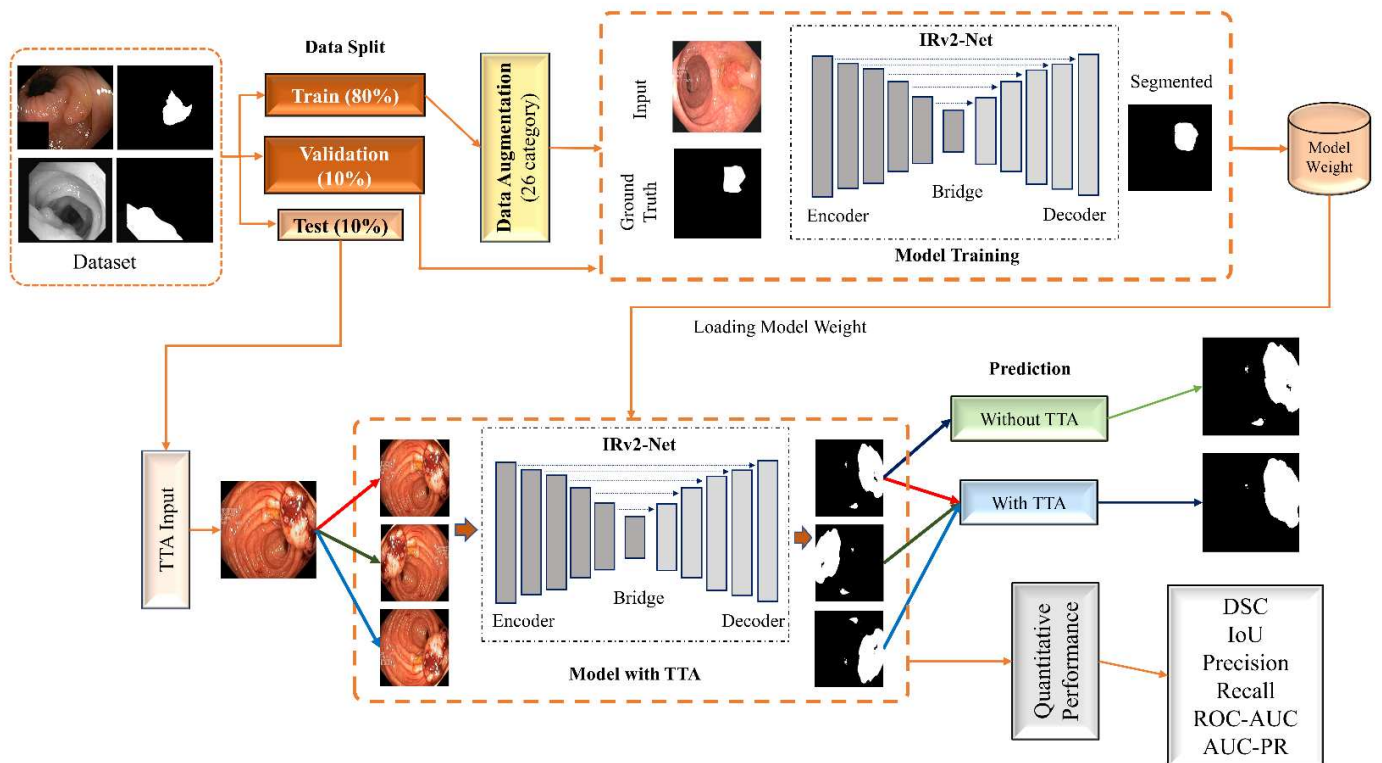 Data Split
Train (80%)
Validation
(10%)
Test (10%)
Dataset
Data Augmentation
(26 category)
Input
Ground
Truth
IRv2-Net
Encoder
Bridge
Decoder
Model Training
Segmented
Model
Weight
Loading Model Weight
TTA Input
IRv2-Net
Encoder
Bridge
Decoder
Model with TTA
Prediction
Without TTA
With TTA
Quantitative
Performance
DSC
IoU
Precision
Recall
ROC-AUC
AUC-PR